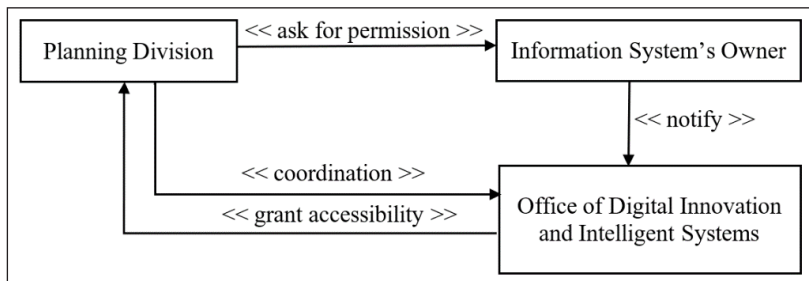 << ask for permission >>
Planning Division
Information System’s Owner
<< notify >>
<< coordination >>
<< grant accessibility >>
Office of Digital Innovation
and Intelligent Systems